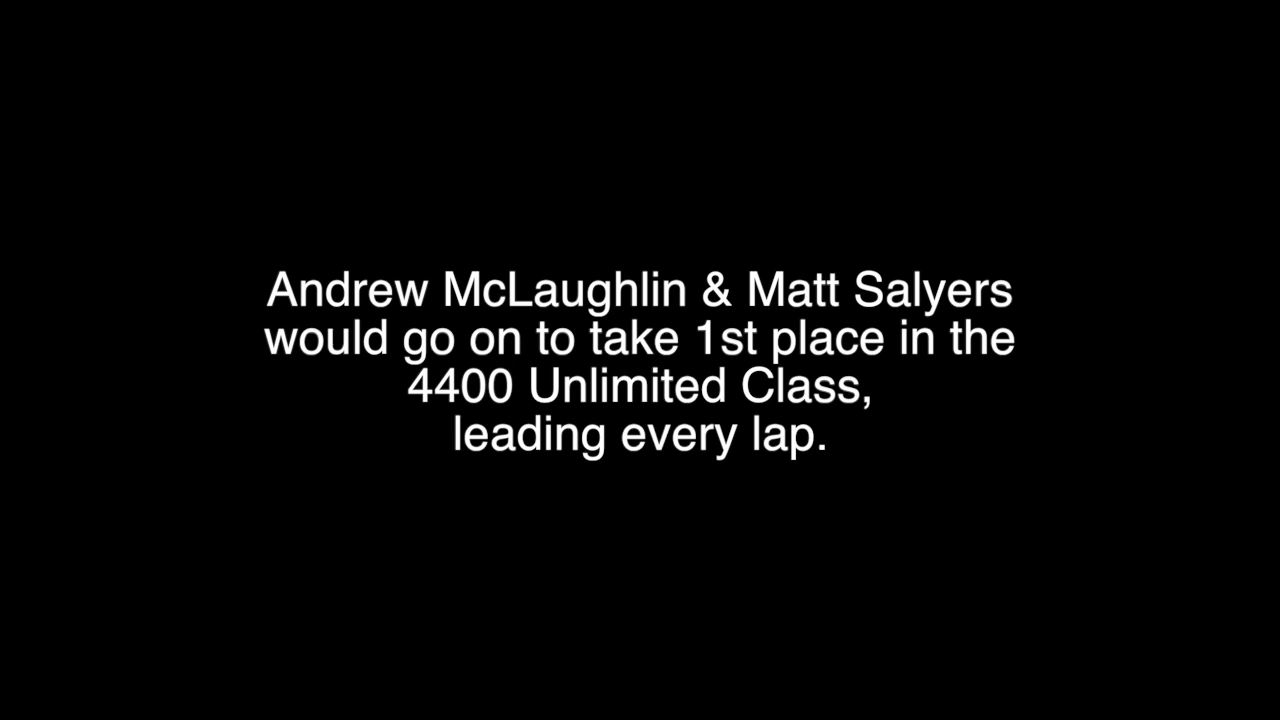 Andrew McLaughlin & Matt Salyers
would go on to take 1st place in the
4400 Unlimited Class,
leading every lap.